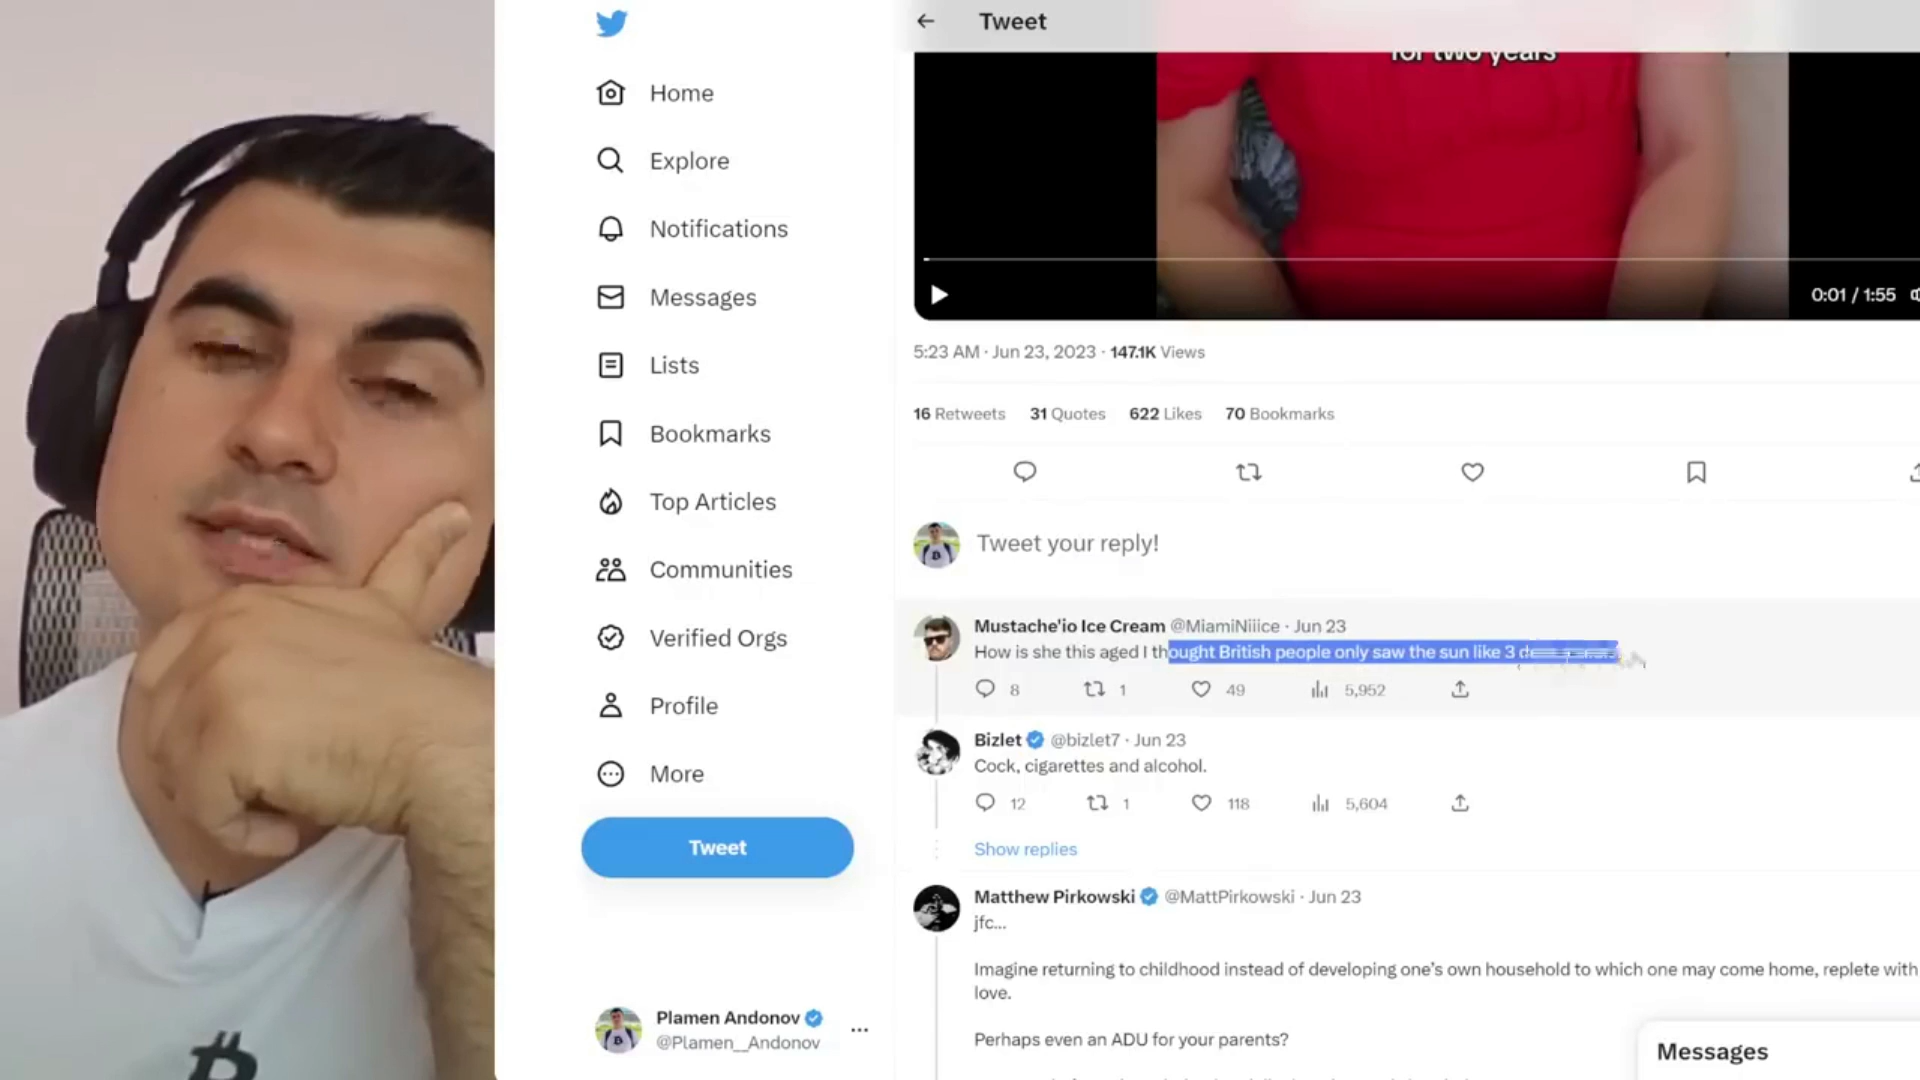 Tweet
for two years
Home
Explore
Notifications
Messages
Lists
Bookmarks
Top Articles
Communities
Verified Orgs
Profile
More
Tweet
Plamen Andonov
@Plamen__Andonov
0:01 / 1:55
5:23 AM · Jun 23, 2023 · 147.1K Views
16 Retweets 31 Quotes 622 Likes 70 Bookmarks
Tweet your reply!
Mustache'io Ice Cream @MiamiNiiice · Jun 23
How is she this aged I thought British people only saw the sun like 3
8 1 49 5,952
Bizlet @bizlet7 · Jun 23
Cock, cigarettes and alcohol.
12 1 118 5,604
Show replies
Matthew Pirkowski @MattPirkowski · Jun 23
jfc...
Imagine returning to childhood instead of developing one's own household to which one may come home, replete with
love.
Perhaps even an ADU for your parents?
Messages